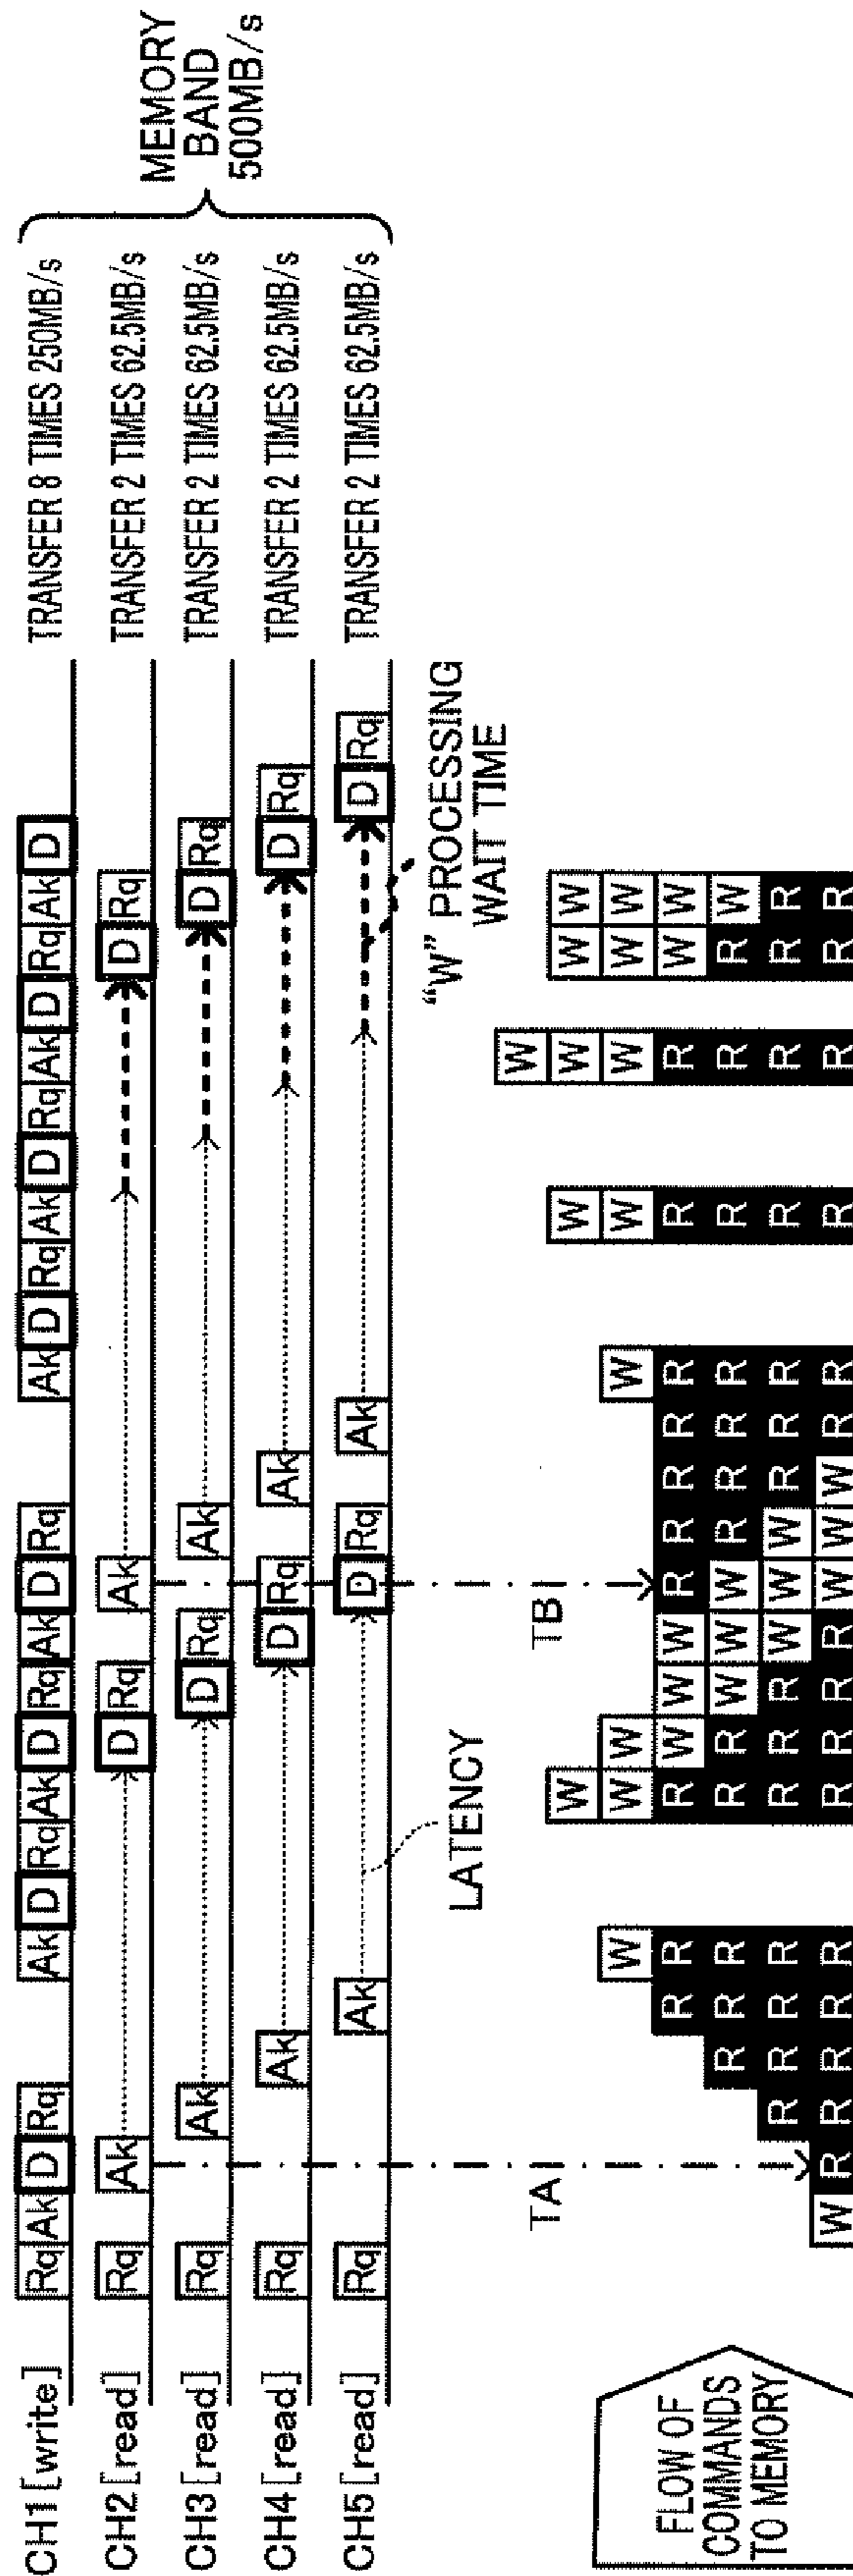 CH1 [write] Rq Ak D Rq Ak D Rq Ak D Rq Ak D Rq Ak D Rq Ak D Rq Ak D Rq Ak D TRANSFER 8 TIMES 250MB/s
CH2 [read] Rq Ak D Rq Ak D Rq TRANSFER 2 TIMES 62.5MB/s
CH3 [read] Rq Ak D Rq Ak D Rq TRANSFER 2 TIMES 62.5MB/s
CH4 [read] Rq Ak D Rq Ak D Rq TRANSFER 2 TIMES 62.5MB/s
CH5 [read] Rq Ak D Rq Ak D Rq TRANSFER 2 TIMES 62.5MB/s
MEMORY
BAND
500MB/s
LATENCY
"W" PROCESSING
WAIT TIME
TA
TB
FLOW OF
COMMANDS
TO MEMORY
W
W W W W W
W W W W W W W W
R R R W W W R R R R R R R W W
R R R R R W W W R R R R R R R W
R R R R R R R W W W R R R R R R R
W R R R R R R R R R W W W R R R R R R